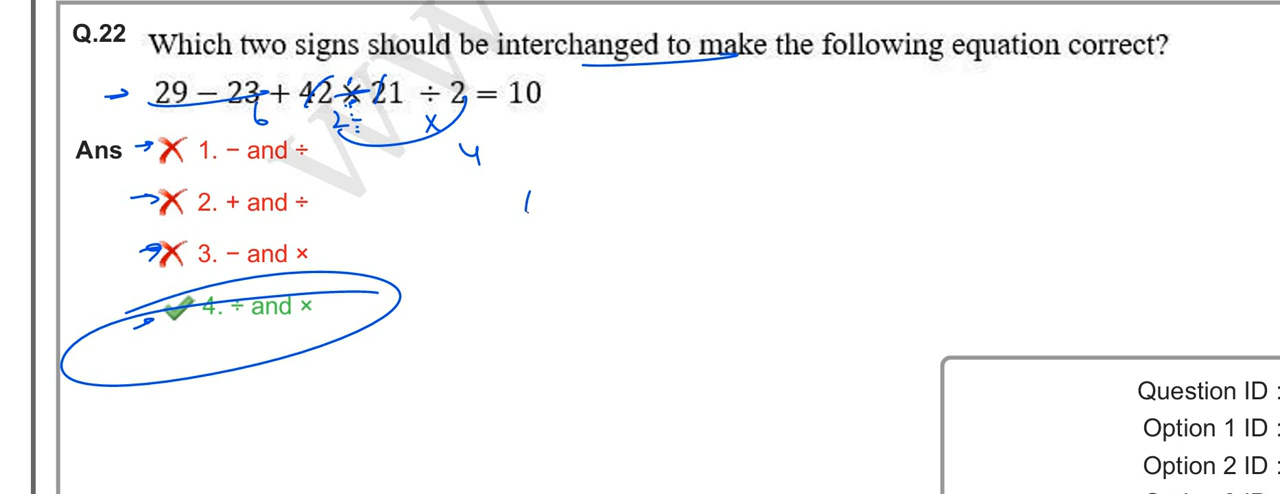 Q.22 Which two signs should be interchanged to make the following equation correct?
29 − 23 + 42 × 21 ÷ 2 = 10
6 2 ÷ x
4
Ans 1. − and ÷
2. + and ÷
3. − and ×
4. ÷ and ×
Question ID :
Option 1 ID :
Option 2 ID :